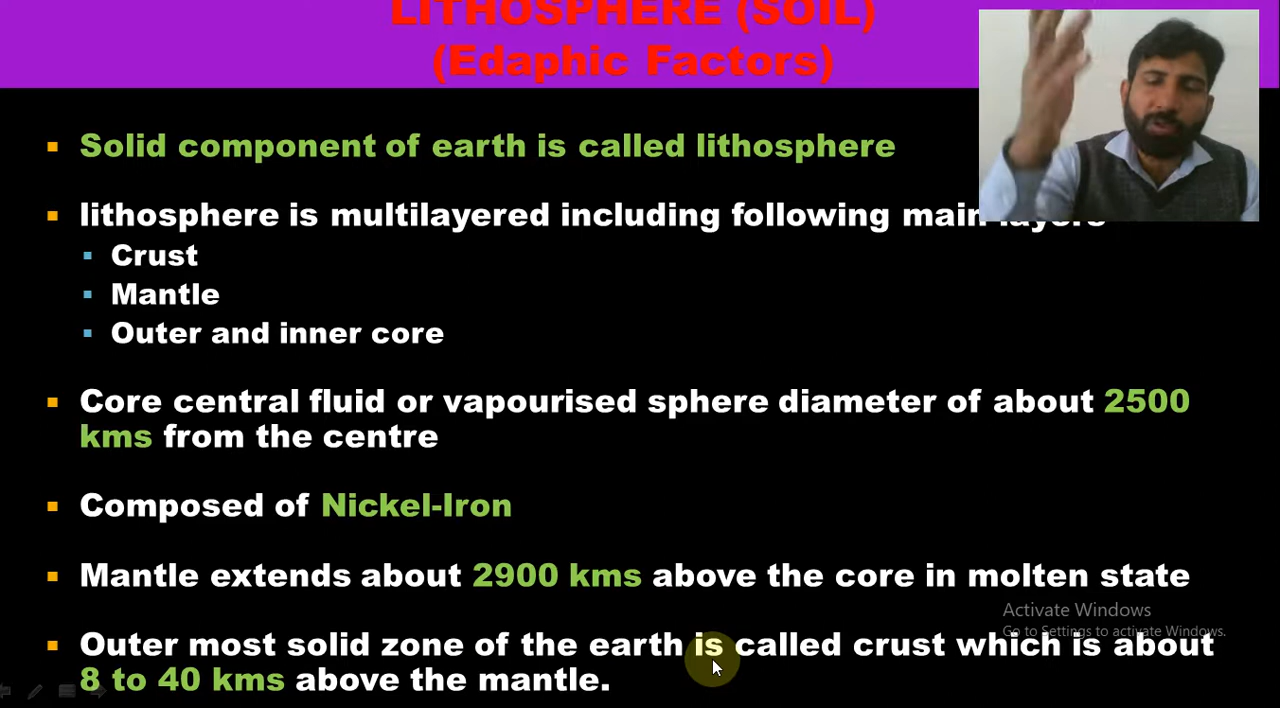 LITHOSPHERE (SOIL)
(Edaphic Factors)
Solid component of earth is called lithosphere
lithosphere is multilayered including following main layers
Crust
Mantle
Outer and inner core
Core central fluid or vapourised sphere diameter of about 2500
kms from the centre
Composed of Nickel-Iron
Mantle extends about 2900 kms above the core in molten state
Activate Windows
Go to Settings to activate Windows.
Outer most solid zone of the earth is called crust which is about
8 to 40 kms above the mantle.